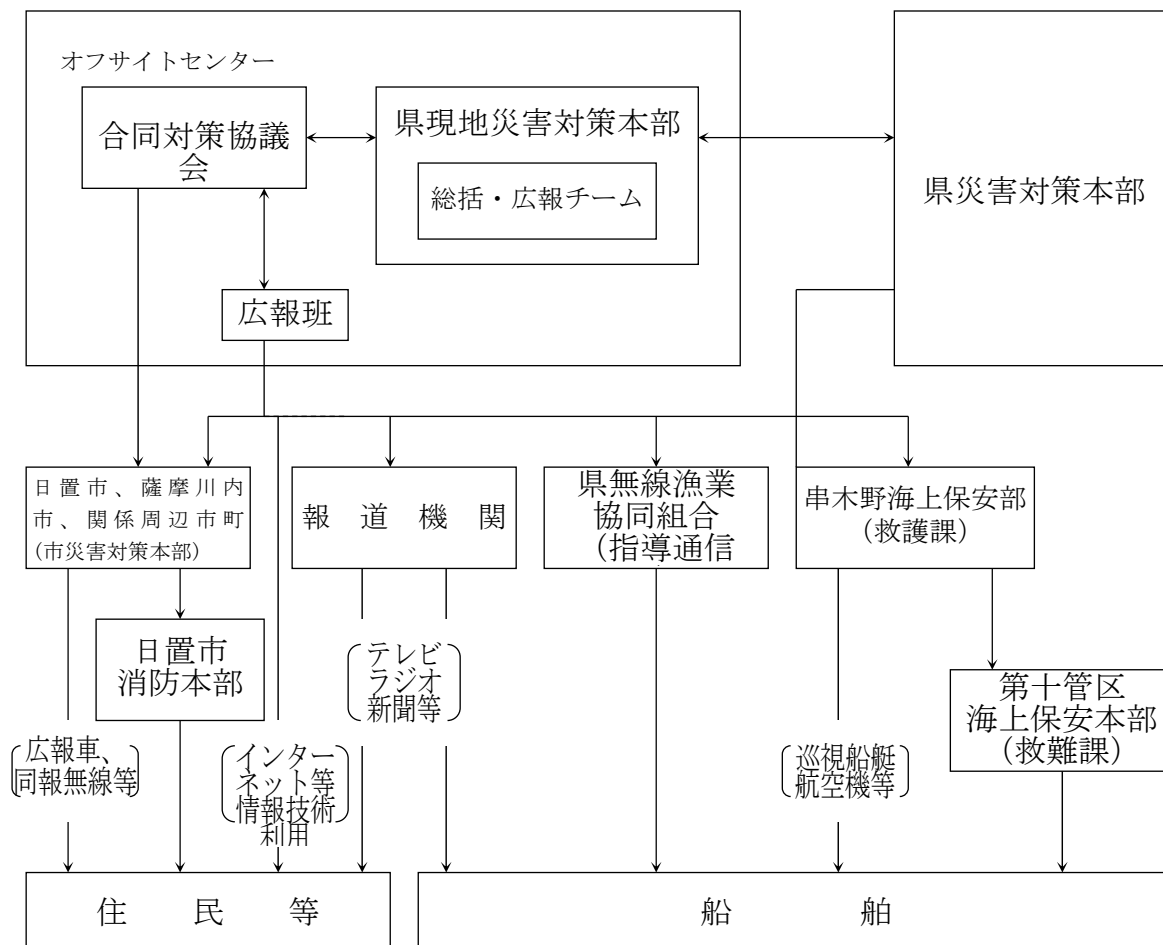 オフサイトセンター
合同対策協議
会
県現地災害対策本部
総括・広報チーム
県災害対策本部
広報班
日置市、薩摩川内
市、関係周辺市町
(市災害対策本部)
報道機関
県無線漁業
協同組合
(指導通信
串木野海上保安部
(救護課)
日置市
消防本部
テレビ
ラジオ
新聞等
第十管区
海上保安本部
(救難課)
広報車、
同報無線等
インター
ネット等
情報技術
利用
巡視船艇
航空機等
住民等
船舶